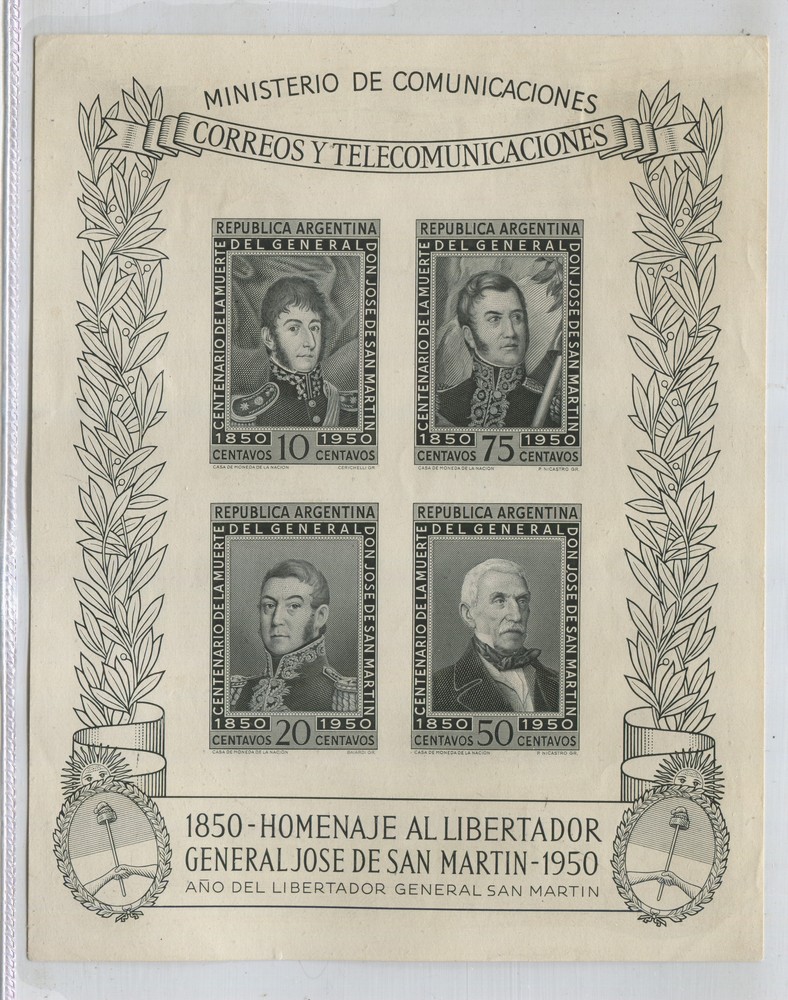 MINISTERIO DE COMUNICACIONES
CORREOS Y TELECOMUNICACIONES
REPUBLICA ARGENTINA
CENTENARIO DE LA MUERTE
DEL GENERAL
DON JOSE DE SAN MARTIN
1850 10 1950
CENTAVOS CENTAVOS
CASA DE MONEDA DE LA NACION
CERICHELLI GR.
REPUBLICA ARGENTINA
CENTENARIO DE LA MUERTE
DEL GENERAL
DON JOSE DE SAN MARTIN
1850 75 1950
CENTAVOS CENTAVOS
CASA DE MONEDA DE LA NACION
P. NICASTRO GR.
REPUBLICA ARGENTINA
CENTENARIO DE LA MUERTE
DEL GENERAL
DON JOSE DE SAN MARTIN
1850 20 1950
CENTAVOS CENTAVOS
CASA DE MONEDA DE LA NACION
REPUBLICA ARGENTINA
CENTENARIO DE LA MUERTE
DEL GENERAL
DON JOSE DE SAN MARTIN
1850 50 1950
CENTAVOS CENTAVOS
CASA DE MONEDA DE LA NACION
P. NICASTRO GR.
1850-HOMENAJE AL LIBERTADOR
GENERAL JOSE DE SAN MARTIN-1950
AÑO DEL LIBERTADOR GENERAL SAN MARTIN